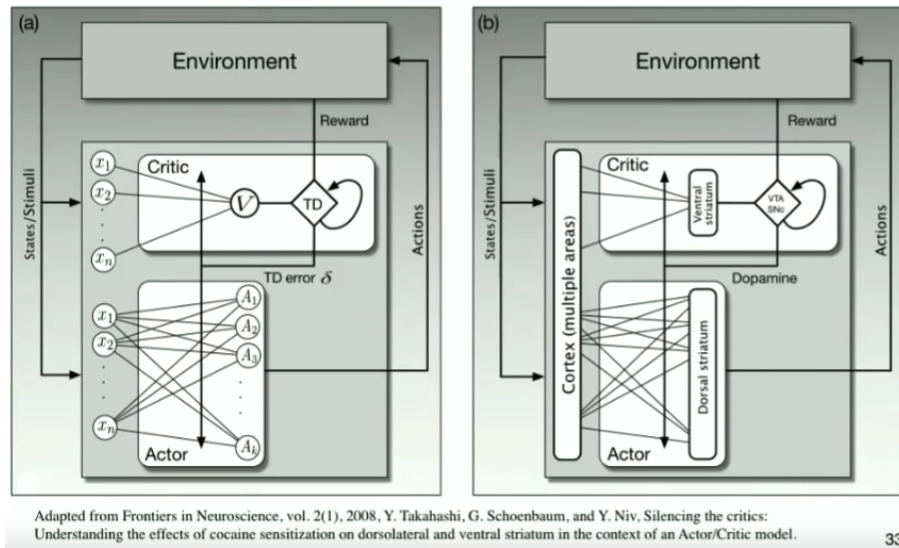 (a)
Environment
Reward
x1
x2
xn
Critic
V
TD
States/Stimuli
Actions
TD error δ
x1
x2
xn
A1
A2
A3
Ak
Actor
(b)
Environment
Reward
Critic
Ventral
striatum
VTA
SNc
States/Stimuli
Actions
Dopamine
Cortex (multiple areas)
Dorsal striatum
Actor
Adapted from Frontiers in Neuroscience, vol. 2(1), 2008, Y. Takahashi, G. Schoenbaum, and Y. Niv, Silencing the critics:
Understanding the effects of cocaine sensitization on dorsolateral and ventral striatum in the context of an Actor/Critic model.
33